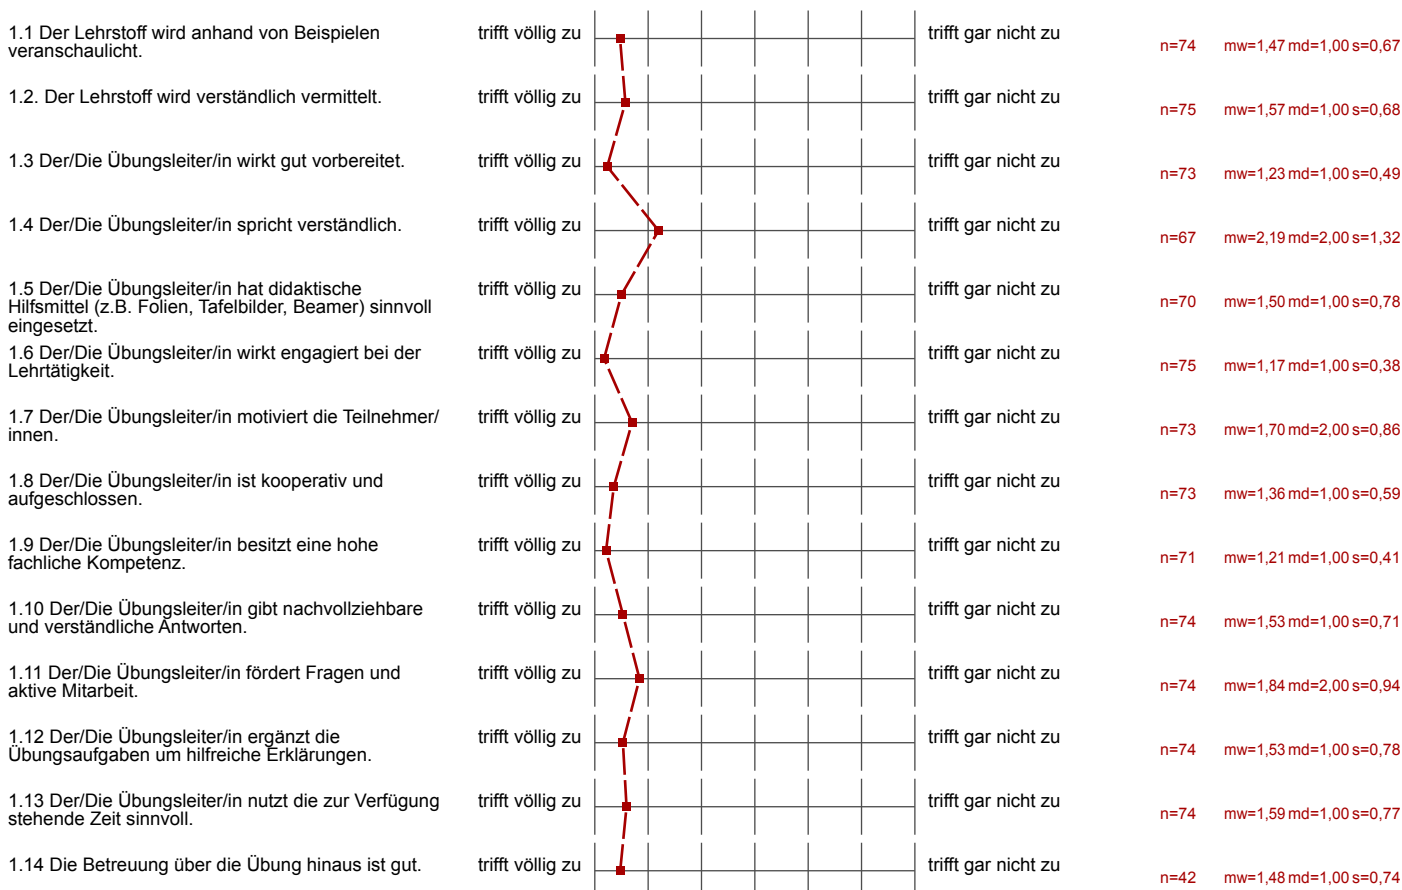 1.1 Der Lehrstoff wird anhand von Beispielen
veranschaulicht.
trifft völlig zu
trifft gar nicht zu
n=74 mw=1,47 md=1,00 s=0,67
1.2. Der Lehrstoff wird verständlich vermittelt.
trifft völlig zu
trifft gar nicht zu
n=75 mw=1,57 md=1,00 s=0,68
1.3 Der/Die Übungsleiter/in wirkt gut vorbereitet.
trifft völlig zu
trifft gar nicht zu
n=73 mw=1,23 md=1,00 s=0,49
1.4 Der/Die Übungsleiter/in spricht verständlich.
trifft völlig zu
trifft gar nicht zu
n=67 mw=2,19 md=2,00 s=1,32
1.5 Der/Die Übungsleiter/in hat didaktische
Hilfsmittel (z.B. Folien, Tafelbilder, Beamer) sinnvoll
eingesetzt.
trifft völlig zu
trifft gar nicht zu
n=70 mw=1,50 md=1,00 s=0,78
1.6 Der/Die Übungsleiter/in wirkt engagiert bei der
Lehrtätigkeit.
trifft völlig zu
trifft gar nicht zu
n=75 mw=1,17 md=1,00 s=0,38
1.7 Der/Die Übungsleiter/in motiviert die Teilnehmer/
innen.
trifft völlig zu
trifft gar nicht zu
n=73 mw=1,70 md=2,00 s=0,86
1.8 Der/Die Übungsleiter/in ist kooperativ und
aufgeschlossen.
trifft völlig zu
trifft gar nicht zu
n=73 mw=1,36 md=1,00 s=0,59
1.9 Der/Die Übungsleiter/in besitzt eine hohe
fachliche Kompetenz.
trifft völlig zu
trifft gar nicht zu
n=71 mw=1,21 md=1,00 s=0,41
1.10 Der/Die Übungsleiter/in gibt nachvollziehbare
und verständliche Antworten.
trifft völlig zu
trifft gar nicht zu
n=74 mw=1,53 md=1,00 s=0,71
1.11 Der/Die Übungsleiter/in fördert Fragen und
aktive Mitarbeit.
trifft völlig zu
trifft gar nicht zu
n=74 mw=1,84 md=2,00 s=0,94
1.12 Der/Die Übungsleiter/in ergänzt die
Übungsaufgaben um hilfreiche Erklärungen.
trifft völlig zu
trifft gar nicht zu
n=74 mw=1,53 md=1,00 s=0,78
1.13 Der/Die Übungsleiter/in nutzt die zur Verfügung
stehende Zeit sinnvoll.
trifft völlig zu
trifft gar nicht zu
n=74 mw=1,59 md=1,00 s=0,77
1.14 Die Betreuung über die Übung hinaus ist gut.
trifft völlig zu
trifft gar nicht zu
n=42 mw=1,48 md=1,00 s=0,74